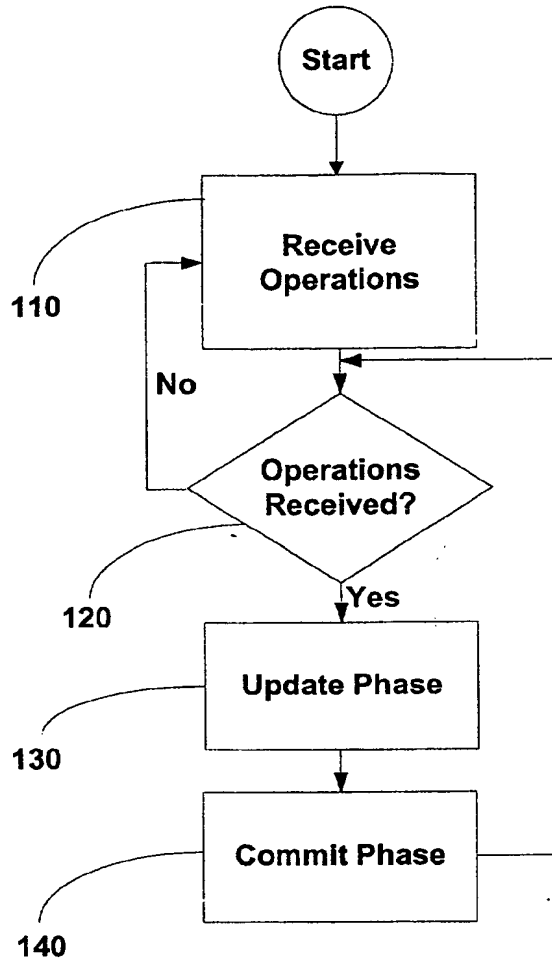 Start
Receive
Operations
110
No
Operations
Received?
120
Yes
Update Phase
130
Commit Phase
140